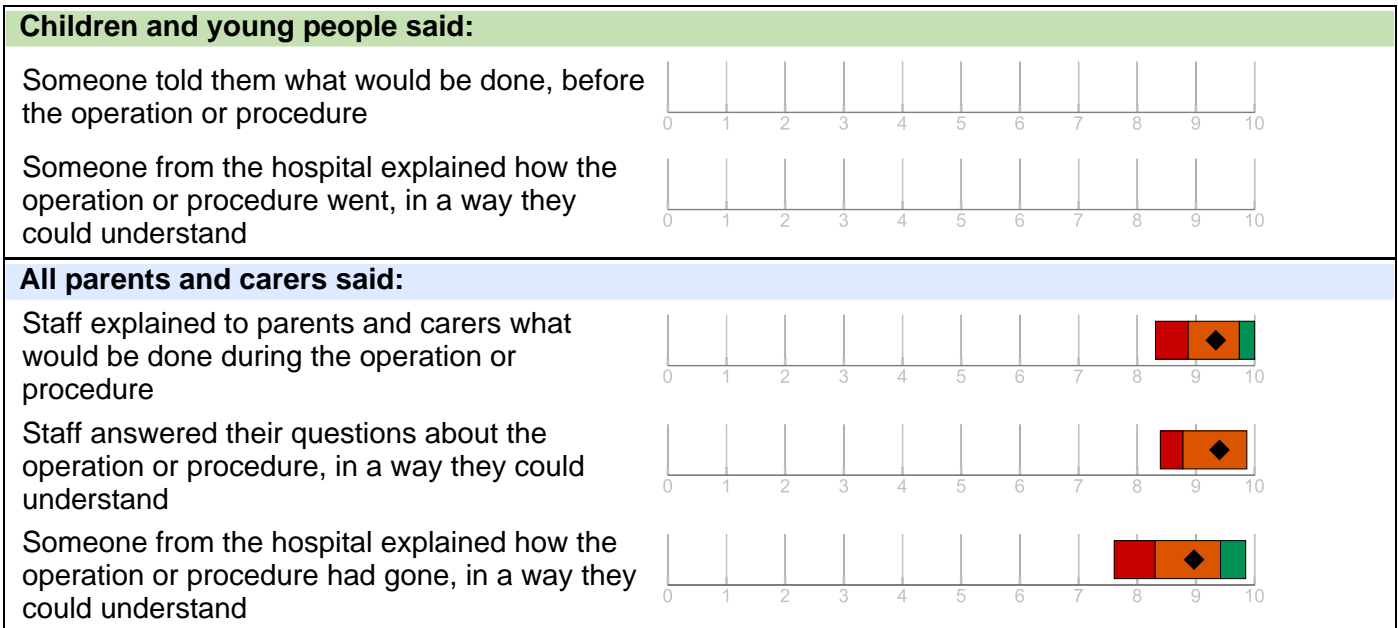 Children and young people said:
Someone told them what would be done, before
the operation or procedure
0 1 2 3 4 5 6 7 8 9 10
Someone from the hospital explained how the
operation or procedure went, in a way they
could understand
0 1 2 3 4 5 6 7 8 9 10
All parents and carers said:
Staff explained to parents and carers what
would be done during the operation or
procedure
0 1 2 3 4 5 6 7 8 9 10
Staff answered their questions about the
operation or procedure, in a way they could
understand
0 1 2 3 4 5 6 7 8 9 10
Someone from the hospital explained how the
operation or procedure had gone, in a way they
could understand
0 1 2 3 4 5 6 7 8 9 10